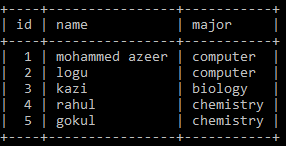 +----+----------------+-----------+
| id | name           | major     |
+----+----------------+-----------+
|  1 | mohammed azeer | computer  |
|  2 | logu           | computer  |
|  3 | kazi           | biology   |
|  4 | rahul          | chemistry |
|  5 | gokul          | chemistry |
+----+----------------+-----------+